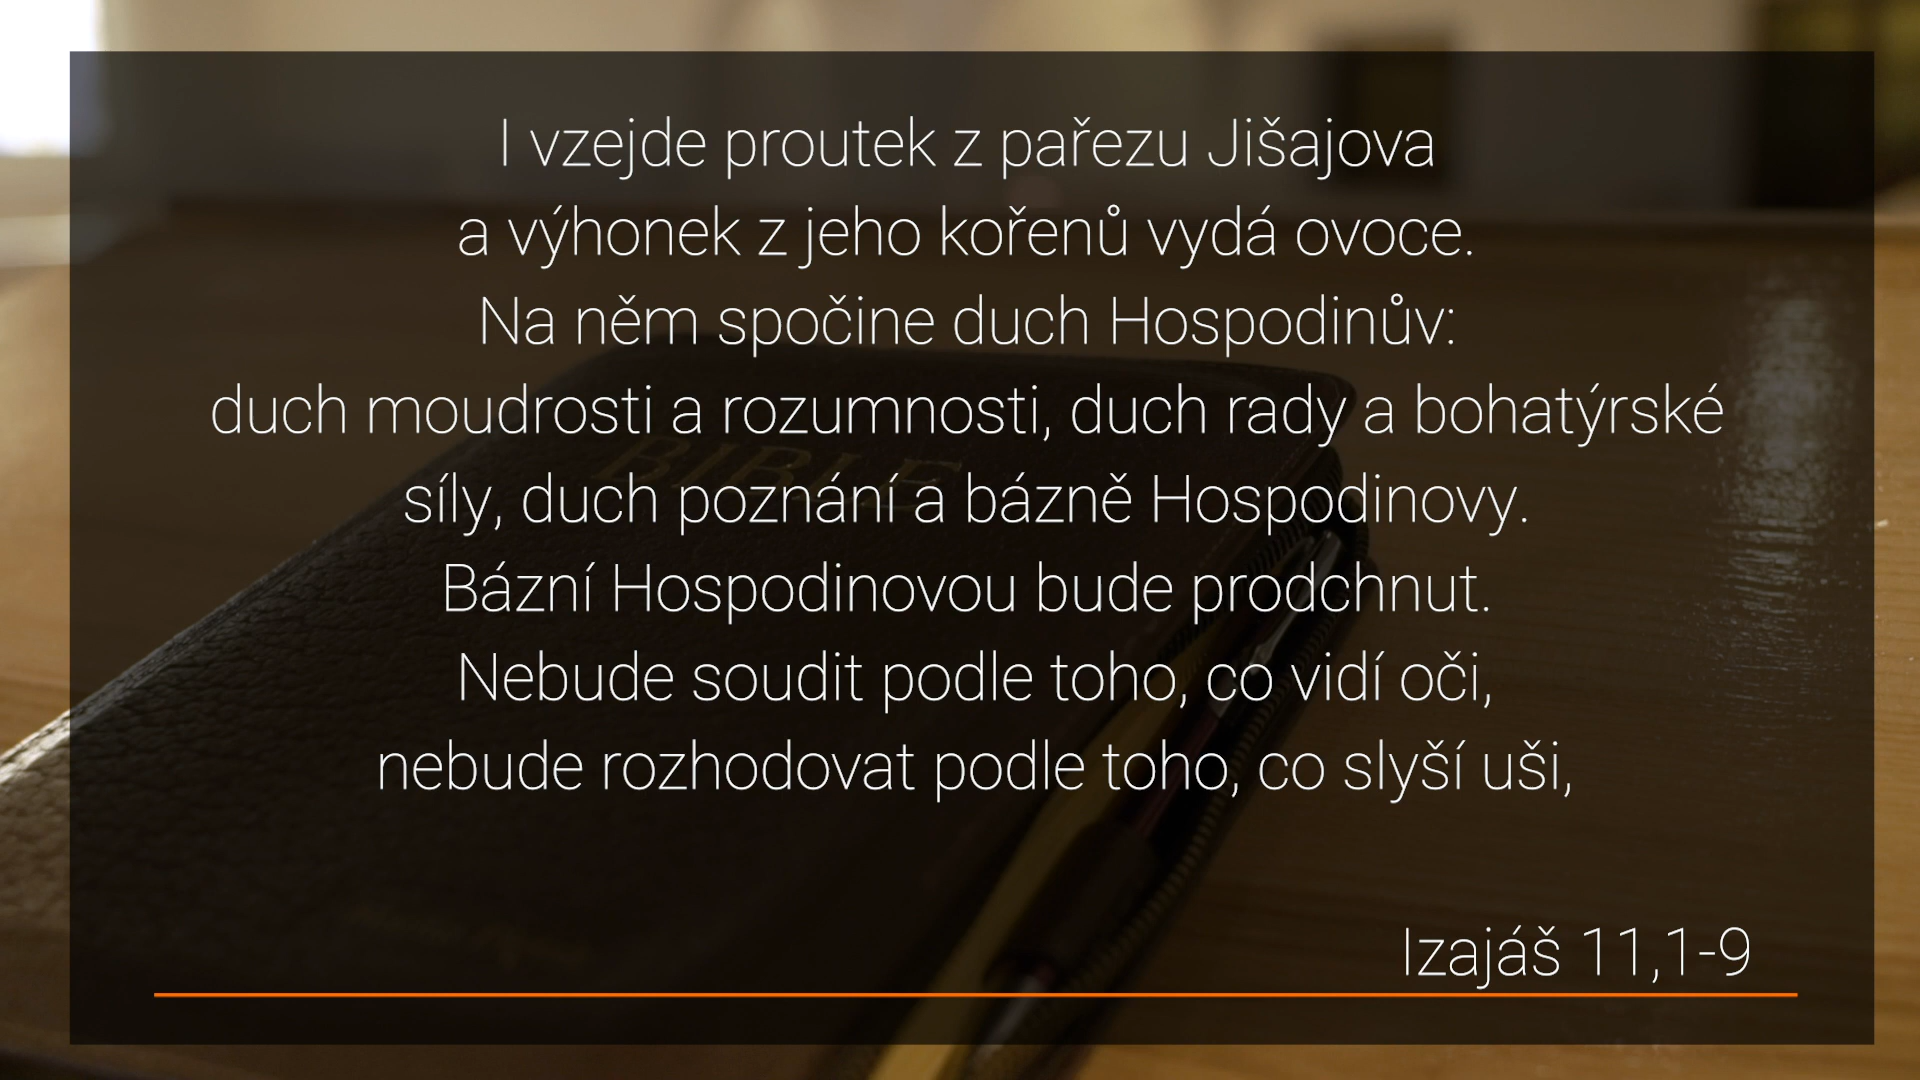 I vzejde proutek z pařezu Jišajova
a výhonek z jeho kořenů vydá ovoce.
Na něm spočine duch Hospodinův:
duch moudrosti a rozumnosti, duch rady a bohatýrské
síly, duch poznání a bázně Hospodinovy.
Bázní Hospodinovou bude prodchnut.
Nebude soudit podle toho, co vidí oči,
nebude rozhodovat podle toho, co slyší uši,
Izajáš 11,1-9
BIBLE